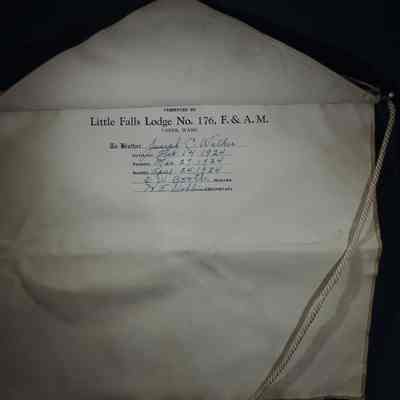 PRESENTED BY
Little Falls Lodge No. 176, F. & A. M.
VADER, WASH.
To Brother Joseph C. Walker
Initiated Feb 14 1924
Passed Mar 27 1924
Raised Apr 24 1924
Master
Secretary